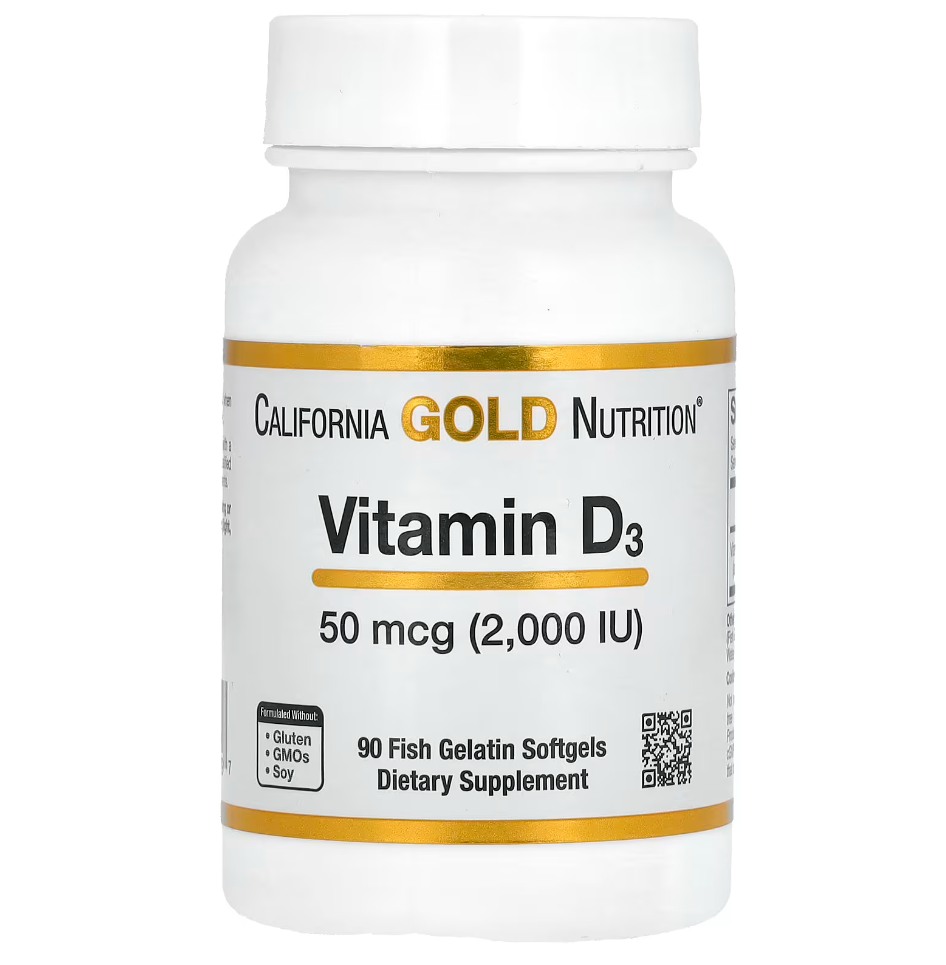 CALIFORNIA GOLD NUTRITION®
Vitamin D3
50 mcg (2,000 IU)
Formulated Without:
• Gluten
• GMOs
• Soy
90 Fish Gelatin Softgels
Dietary Supplement